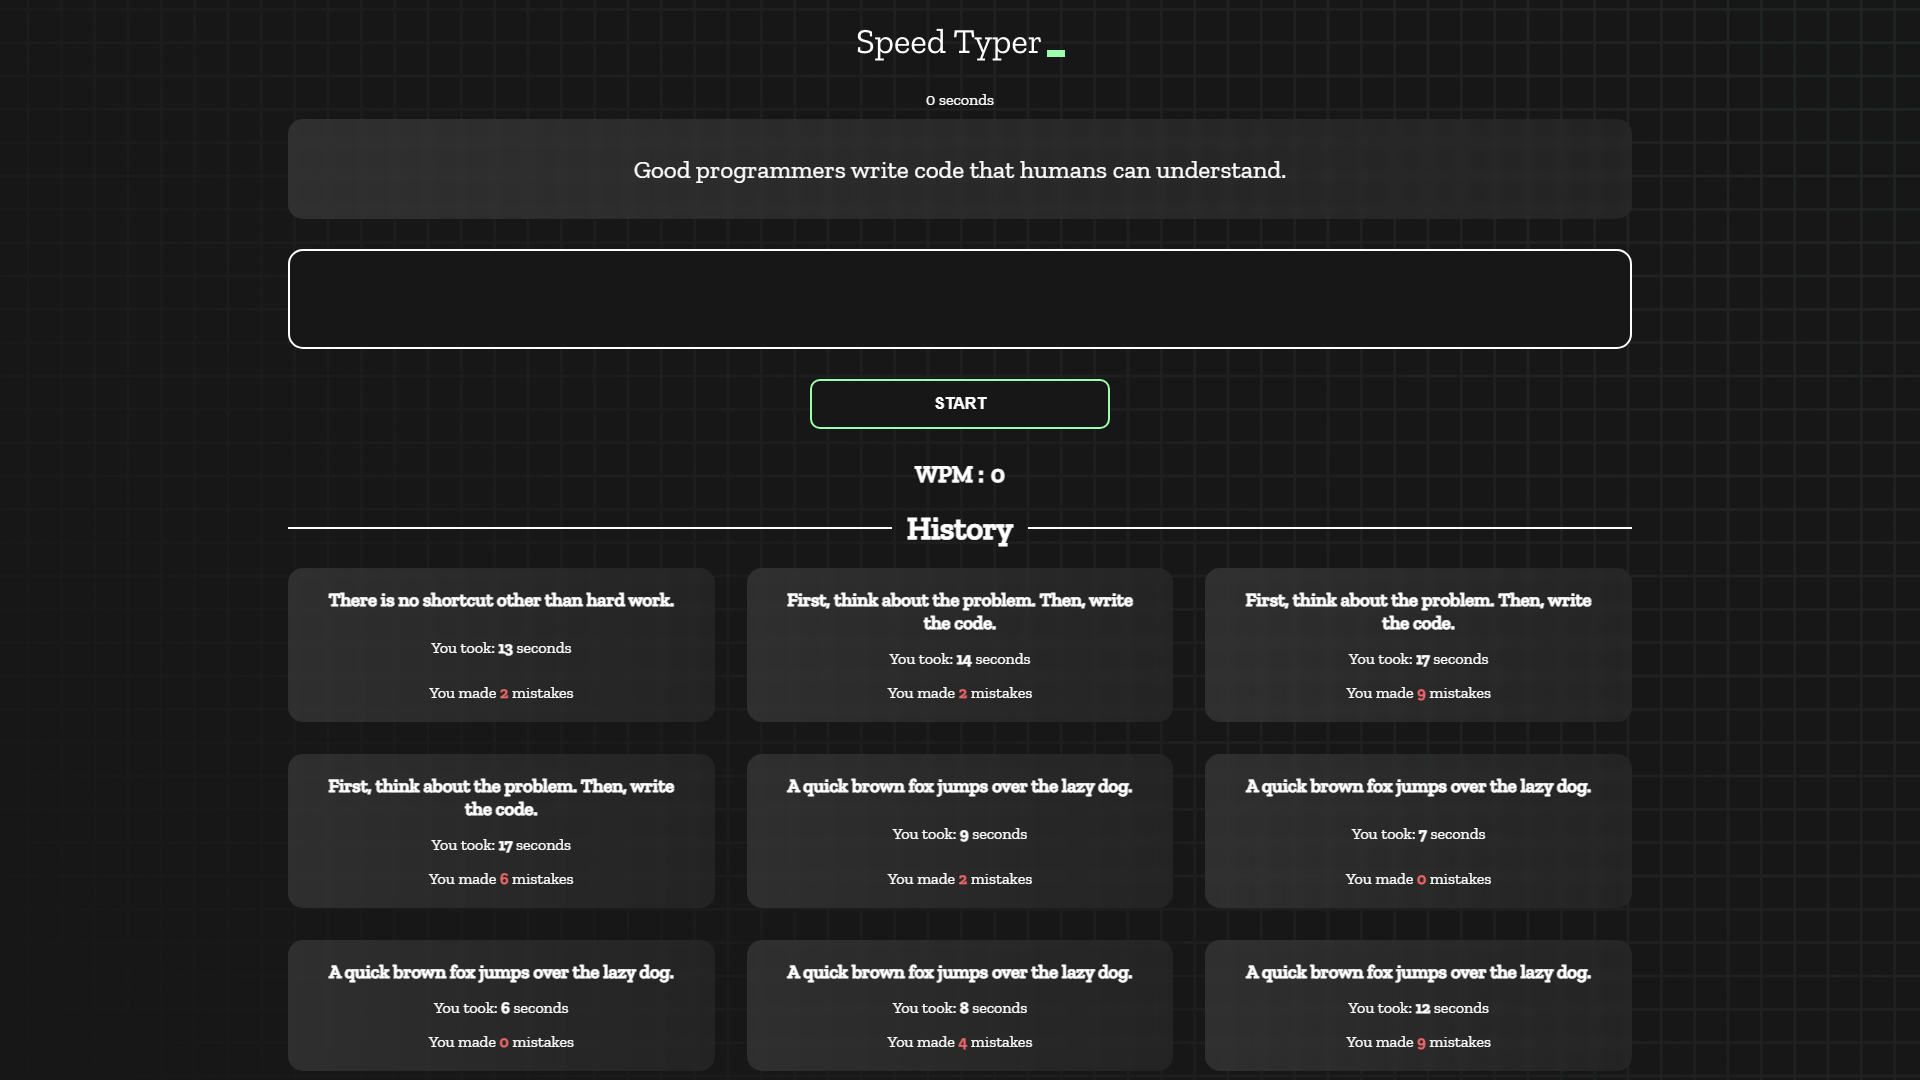 Speed Typer
0 seconds
Good programmers write code that humans can understand.
START
WPM : 0
History
There is no shortcut other than hard work.
You took: 13 seconds
You made 2 mistakes
First, think about the problem. Then, write
the code.
You took: 14 seconds
You made 2 mistakes
First, think about the problem. Then, write
the code.
You took: 17 seconds
You made 9 mistakes
First, think about the problem. Then, write
the code.
You took: 17 seconds
You made 6 mistakes
A quick brown fox jumps over the lazy dog.
You took: 9 seconds
You made 2 mistakes
A quick brown fox jumps over the lazy dog.
You took: 7 seconds
You made 0 mistakes
A quick brown fox jumps over the lazy dog.
You took: 6 seconds
You made 0 mistakes
A quick brown fox jumps over the lazy dog.
You took: 8 seconds
You made 4 mistakes
A quick brown fox jumps over the lazy dog.
You took: 12 seconds
You made 9 mistakes